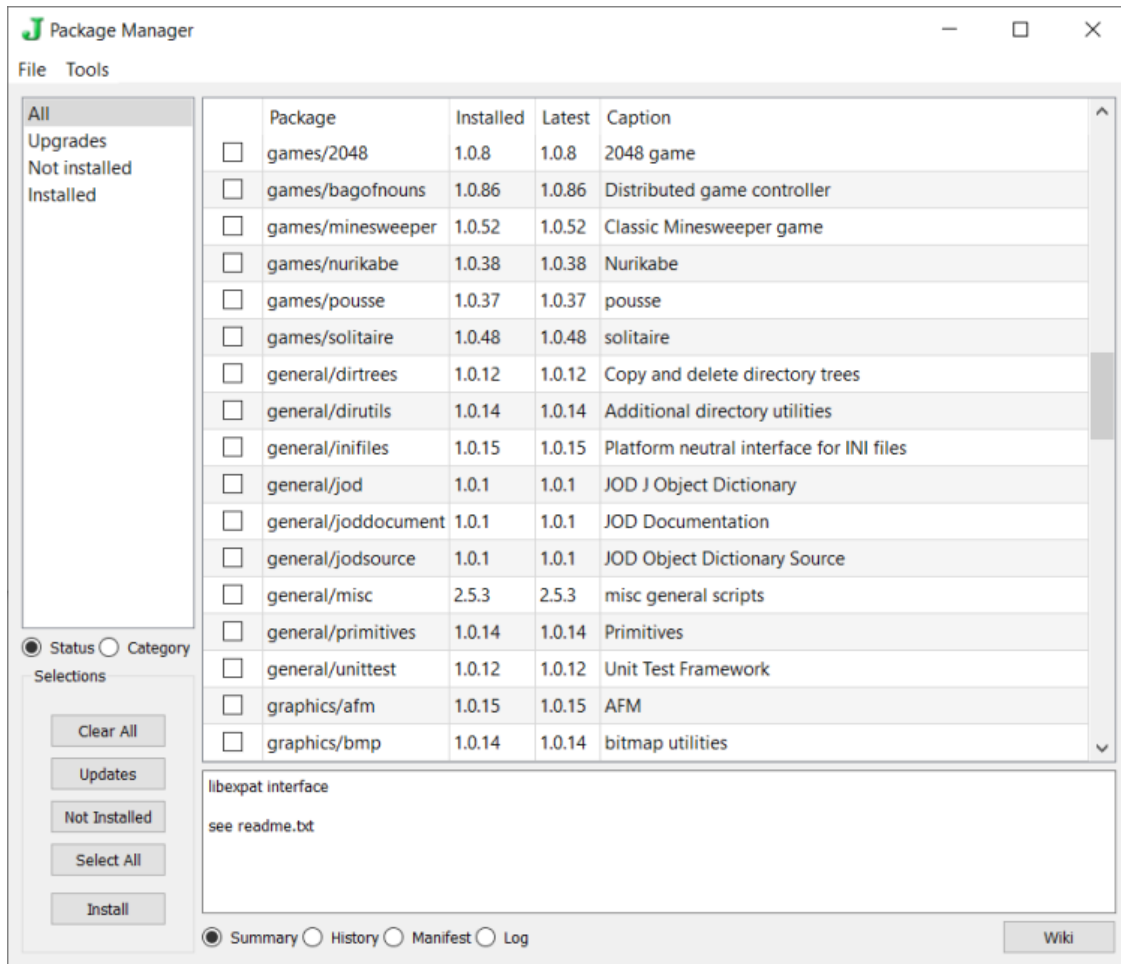 J Package Manager
File Tools
All
Upgrades
Not installed
Installed
Package Installed Latest Caption
games/2048 1.0.8 1.0.8 2048 game
games/bagofnouns 1.0.86 1.0.86 Distributed game controller
games/minesweeper 1.0.52 1.0.52 Classic Minesweeper game
games/nurikabe 1.0.38 1.0.38 Nurikabe
games/pousse 1.0.37 1.0.37 pousse
games/solitaire 1.0.48 1.0.48 solitaire
general/dirtrees 1.0.12 1.0.12 Copy and delete directory trees
general/dirutils 1.0.14 1.0.14 Additional directory utilities
general/inifiles 1.0.15 1.0.15 Platform neutral interface for INI files
general/jod 1.0.1 1.0.1 JOD J Object Dictionary
general/joddocument 1.0.1 1.0.1 JOD Documentation
general/jodsource 1.0.1 1.0.1 JOD Object Dictionary Source
general/misc 2.5.3 2.5.3 misc general scripts
general/primitives 1.0.14 1.0.14 Primitives
general/unittest 1.0.12 1.0.12 Unit Test Framework
graphics/afm 1.0.15 1.0.15 AFM
graphics/bmp 1.0.14 1.0.14 bitmap utilities
Status Category
Selections
Clear All
Updates
Not Installed
Select All
Install
libexpat interface
see readme.txt
Summary History Manifest Log
Wiki